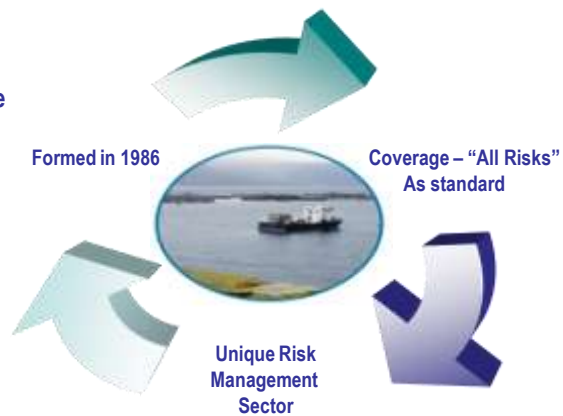 e
Formed in 1986
Coverage – “All Risks”
As standard
Unique Risk
Management
Sector